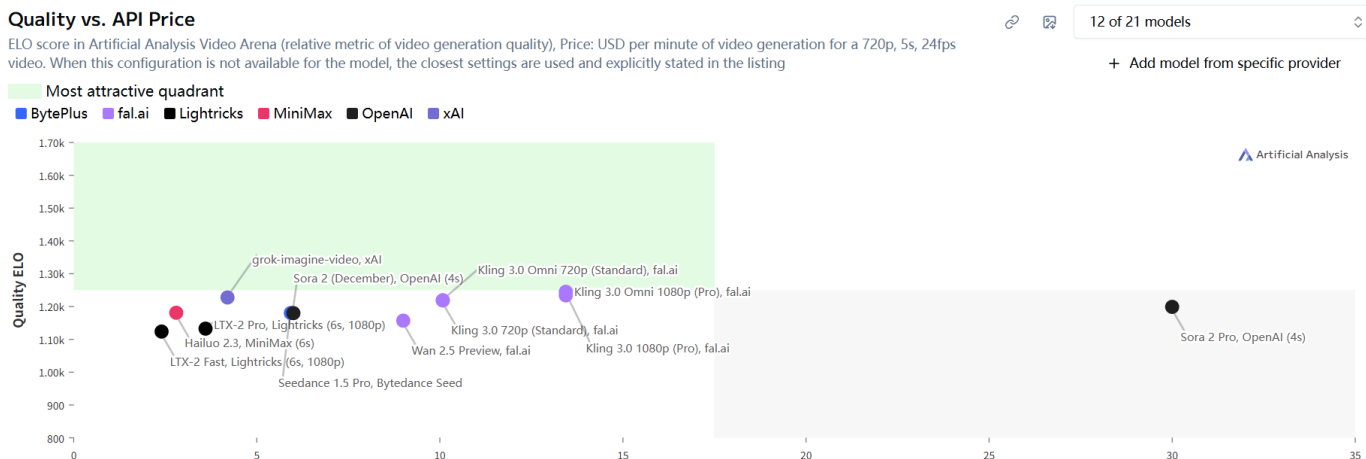 Quality vs. API Price
12 of 21 models
ELO score in Artificial Analysis Video Arena (relative metric of video generation quality), Price: USD per minute of video generation for a 720p, 5s, 24fps
video. When this configuration is not available for the model, the closest settings are used and explicitly stated in the listing
+ Add model from specific provider
Most attractive quadrant
BytePlus fal.ai Lightricks MiniMax OpenAI xAI
Artificial Analysis
Quality ELO
1.70k
1.60k
1.50k
1.40k
1.30k
1.20k
1.10k
1.00k
900
800
grok-imagine-video, xAI
Kling 3.0 Omni 720p (Standard), fal.ai
Sora 2 (December), OpenAI (4s)
Kling 3.0 Omni 1080p (Pro), fal.ai
LTX-2 Pro, Lightricks (6s, 1080p)
Kling 3.0 720p (Standard), fal.ai
Sora 2 Pro, OpenAI (4s)
Hailuo 2.3, MiniMax (6s)
Kling 3.0 1080p (Pro), fal.ai
Wan 2.5 Preview, fal.ai
LTX-2 Fast, Lightricks (6s, 1080p)
Seedance 1.5 Pro, Bytedance Seed
0 5 10 15 20 25 30 35